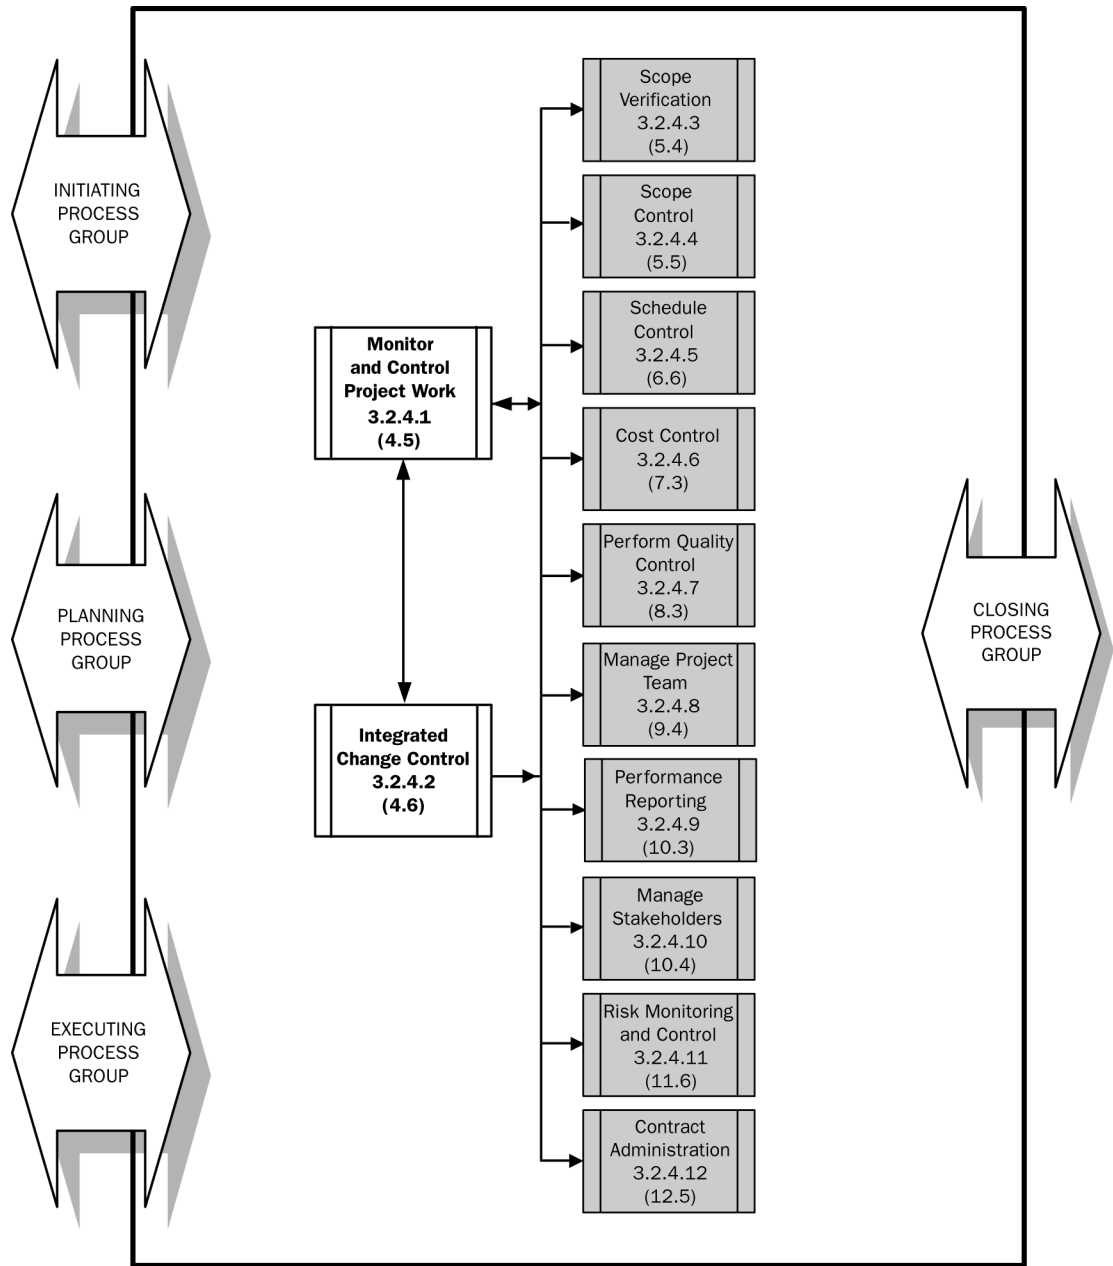 INITIATING
PROCESS
GROUP
PLANNING
PROCESS
GROUP
EXECUTING
PROCESS
GROUP
Monitor
and Control
Project Work
3.2.4.1
(4.5)
Integrated
Change Control
3.2.4.2
(4.6)
Scope
Verification
3.2.4.3
(5.4)
Scope
Control
3.2.4.4
(5.5)
Schedule
Control
3.2.4.5
(6.6)
Cost Control
3.2.4.6
(7.3)
Perform Quality
Control
3.2.4.7
(8.3)
Manage Project
Team
3.2.4.8
(9.4)
Performance
Reporting
3.2.4.9
(10.3)
Manage
Stakeholders
3.2.4.10
(10.4)
Risk Monitoring
and Control
3.2.4.11
(11.6)
Contract
Administration
3.2.4.12
(12.5)
CLOSING
PROCESS
GROUP